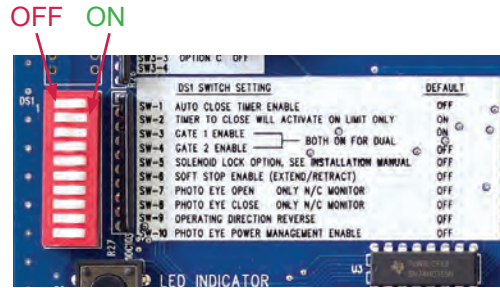 OFF ON
SW3-3 OPTION C OFF
SW3-4
DS1
1
DS1 SWITCH SETTING DEFAULT
SW-1 AUTO CLOSE TIMER ENABLE OFF
SW-2 TIMER TO CLOSE WILL ACTIVATE ON LIMIT ONLY ON
SW-3 GATE 1 ENABLE ON
BOTH ON FOR DUAL
SW-4 GATE 2 ENABLE OFF
SW-5 SOLENOID LOCK OPTION, SEE INSTALLATION MANUAL OFF
SW-6 SOFT STOP ENABLE (EXTEND/RETRACT) OFF
SW-7 PHOTO EYE OPEN ONLY N/C MONITOR OFF
SW-8 PHOTO EYE CLOSE ONLY N/C MONITOR OFF
SW-9 OPERATING DIRECTION REVERSE OFF
SW-10 PHOTO EYE POWER MANAGEMENT ENABLE OFF
R27
U3
LED INDICATOR